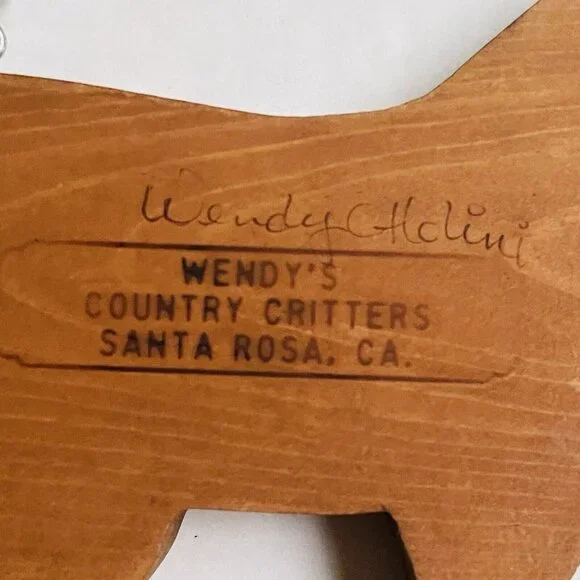 Wendy
WENDY'S
COUNTRY CRITTERS
SANTA ROSA, CA.